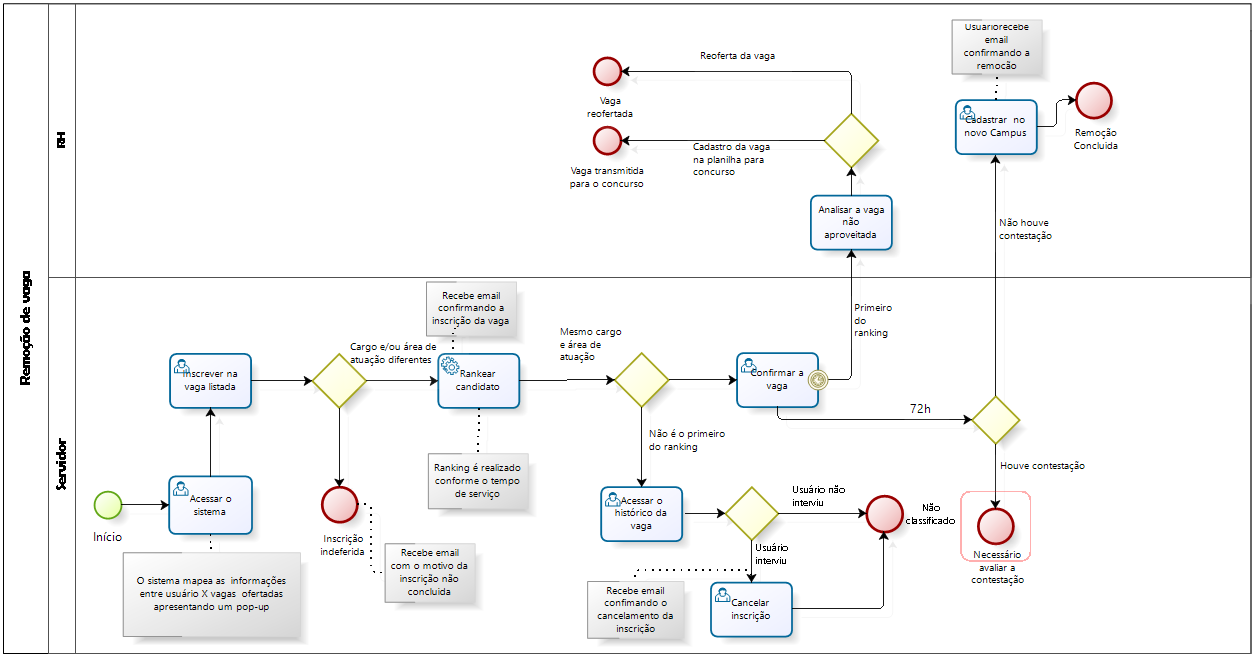 Remoção de vaga
RH
Servidor
Reoferta da vaga
Vaga
reofertada
Vaga transmitida
para o concurso
Cadastro da vaga
na planilha para
concurso
Analisar a vaga
não
aproveitada
Usuáriorecebe
email
confirmando a
remocão
Cadastrar no
novo Campus
Remoção
Concluída
Não houve
contestação
Primeiro
do
ranking
Recebe email
confirmando a
inscrição da vaga
Inscrever na
vaga listada
Cargo e/ou área de
atuação diferentes
Rankear
candidato
Mesmo cargo
e área de
atuação
Confirmar a
vaga
72h
Não é o primeiro
do ranking
Houve contestação
Ranking é realizado
conforme o tempo
de serviço
Início
Acessar o
sistema
Inscrição
indeferida
Acessar o
histórico da
vaga
Usuário não
interviu
Não
classificado
Usuário
interviu
Necessário
avaliar a
contestação
O sistema mapea as informações
entre usuário X vagas ofertadas
apresentando um pop-up
Recebe email
com o motivo da
inscrição não
concluida
Recebe email
confimando o
cancelamento da
inscrição
Cancelar
inscrição